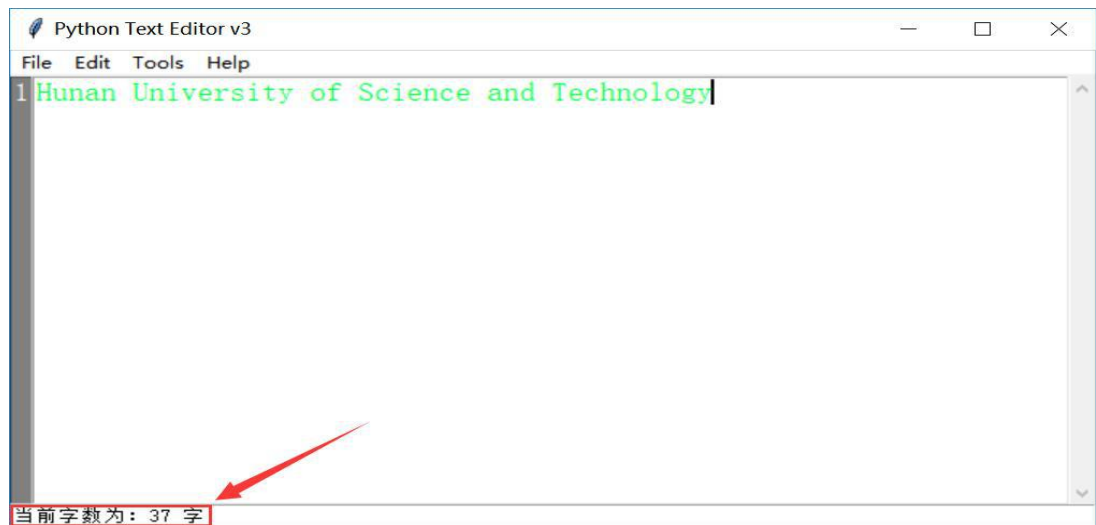 Python Text Editor v3
File Edit Tools Help
1 Hunan University of Science and Technology
当前字数为: 37 字